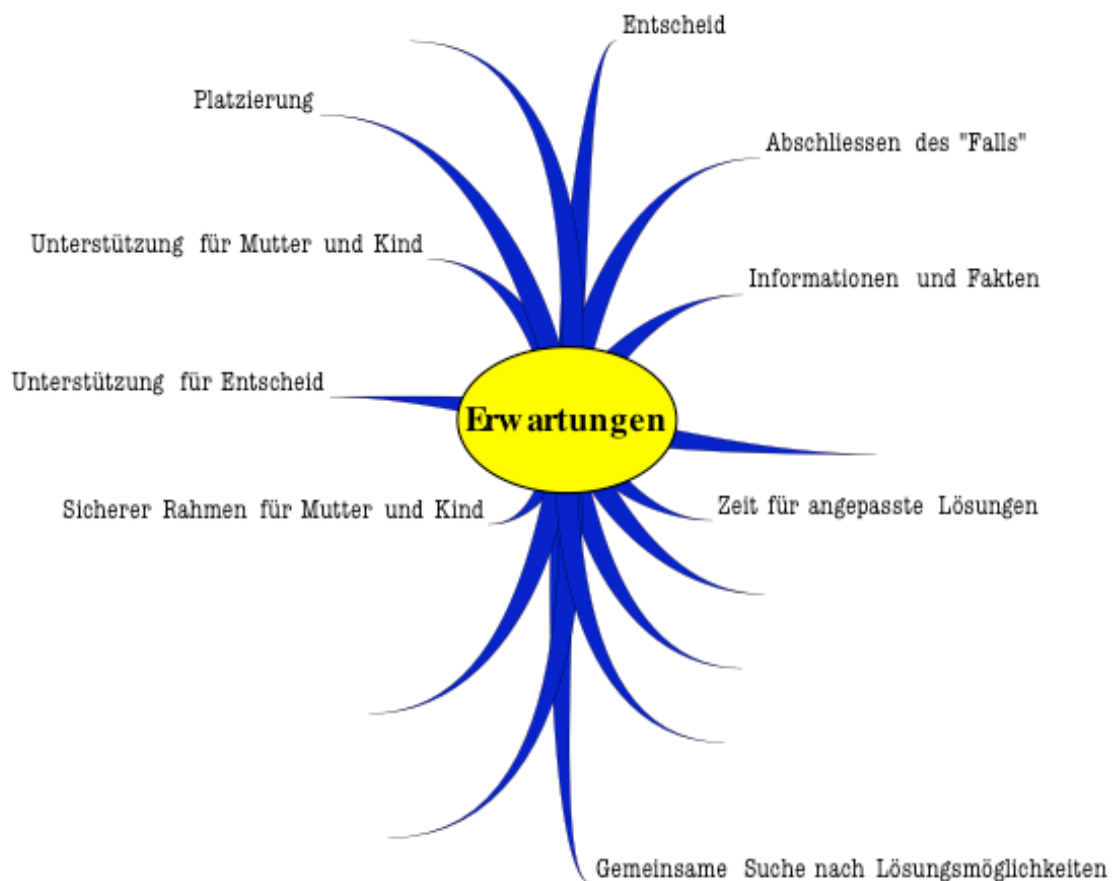 Entscheid
Platzierung
Abschliessen des "Falls"
Unterstützung für Mutter und Kind
Informationen und Fakten
Unterstützung für Entscheid
Erwartungen
Sicherer Rahmen für Mutter und Kind
Zeit für angepasste Lösungen
Gemeinsame Suche nach Lösungsmöglichkeiten